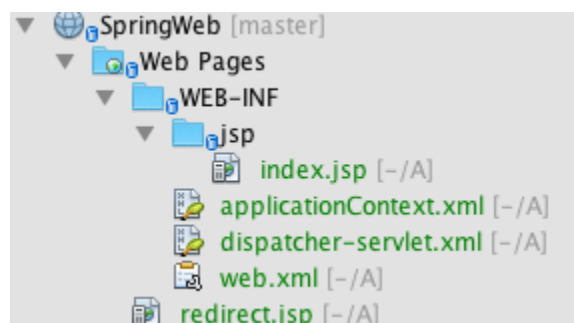 SpringWeb [master]
Web Pages
WEB-INF
jsp
index.jsp [-/A]
applicationContext.xml [-/A]
dispatcher-servlet.xml [-/A]
web.xml [-/A]
redirect.jsp [-/A]